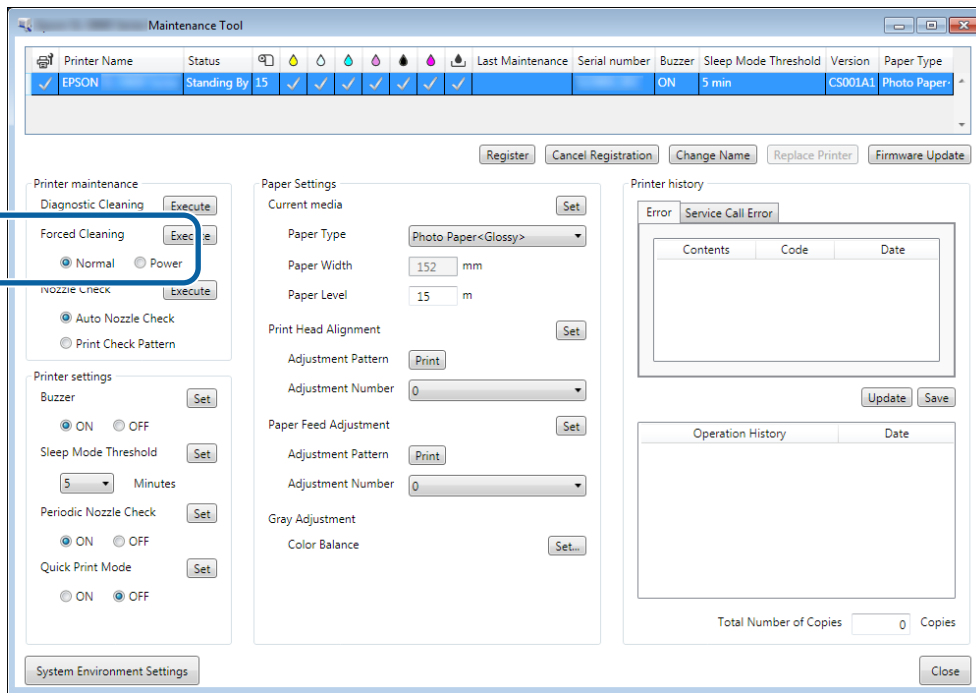 Maintenance Tool
Printer Name Status Last Maintenance Serial number Buzzer Sleep Mode Threshold Version Paper Type
EPSON Standing By 15 ON 5 min CS001A1 Photo Paper
Register Cancel Registration Change Name Replace Printer Firmware Update
Printer maintenance
Diagnostic Cleaning Execute
Forced Cleaning Execute
Normal Power
Nozzle Check Execute
Auto Nozzle Check
Print Check Pattern
Printer settings
Buzzer Set
ON OFF
Sleep Mode Threshold Set
5 Minutes
Periodic Nozzle Check Set
ON OFF
Quick Print Mode Set
ON OFF
Paper Settings
Current media Set
Paper Type Photo Paper<Glossy>
Paper Width 152 mm
Paper Level 15 m
Print Head Alignment Set
Adjustment Pattern Print
Adjustment Number 0
Paper Feed Adjustment Set
Adjustment Pattern Print
Adjustment Number 0
Gray Adjustment
Color Balance Set...
Printer history
Error Service Call Error
Contents Code Date
Update Save
Operation History Date
Total Number of Copies 0 Copies
System Environment Settings Close